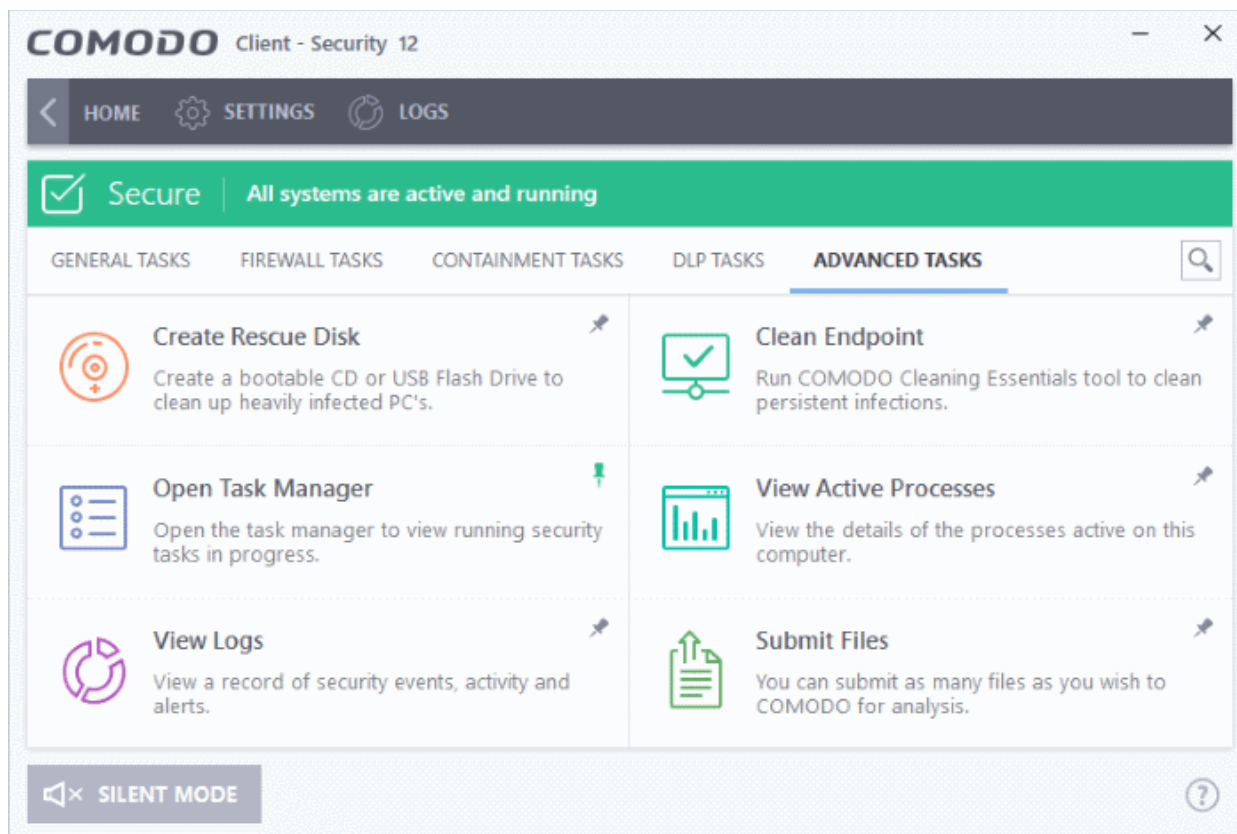 COMODO Client - Security 12
HOME SETTINGS LOGS
Secure All systems are active and running
GENERAL TASKS FIREWALL TASKS CONTAINMENT TASKS DLP TASKS ADVANCED TASKS
Create Rescue Disk
Create a bootable CD or USB Flash Drive to
clean up heavily infected PC's.
Clean Endpoint
Run COMODO Cleaning Essentials tool to clean
persistent infections.
Open Task Manager
Open the task manager to view running security
tasks in progress.
View Active Processes
View the details of the processes active on this
computer.
View Logs
View a record of security events, activity and
alerts.
Submit Files
You can submit as many files as you wish to
COMODO for analysis.
SILENT MODE
?